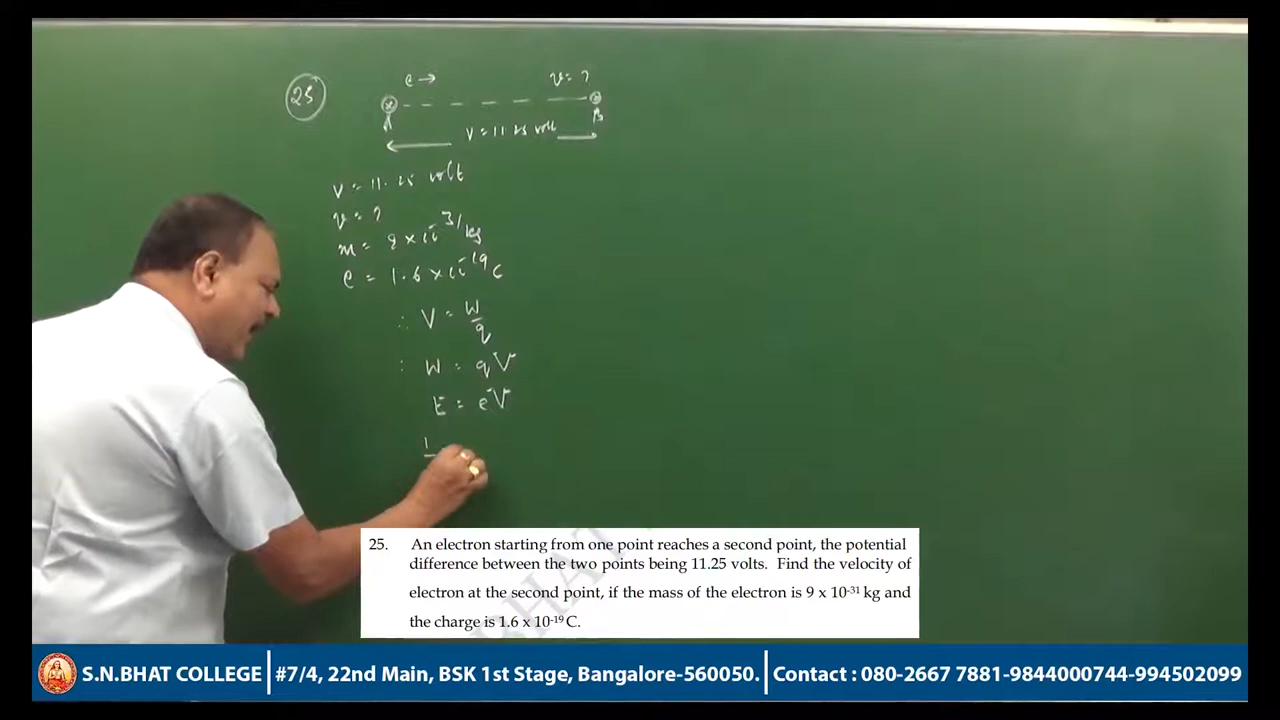 25
e →
v = ?
A
B
V = 11.25 volt
V = 11.25 volt
v = ?
m = 9 × 10⁻³¹ kg
e = 1.6 × 10⁻¹⁹ C
∴ V = W/q
∴ W = qV
E = eV
1
25. An electron starting from one point reaches a second point, the potential
difference between the two points being 11.25 volts. Find the velocity of
electron at the second point, if the mass of the electron is 9 x 10⁻³¹ kg and
the charge is 1.6 x 10⁻¹⁹ C.
BHAT
S.N.BHAT COLLEGE #7/4, 22nd Main, BSK 1st Stage, Bangalore-560050. Contact : 080-2667 7881-9844000744-994502099